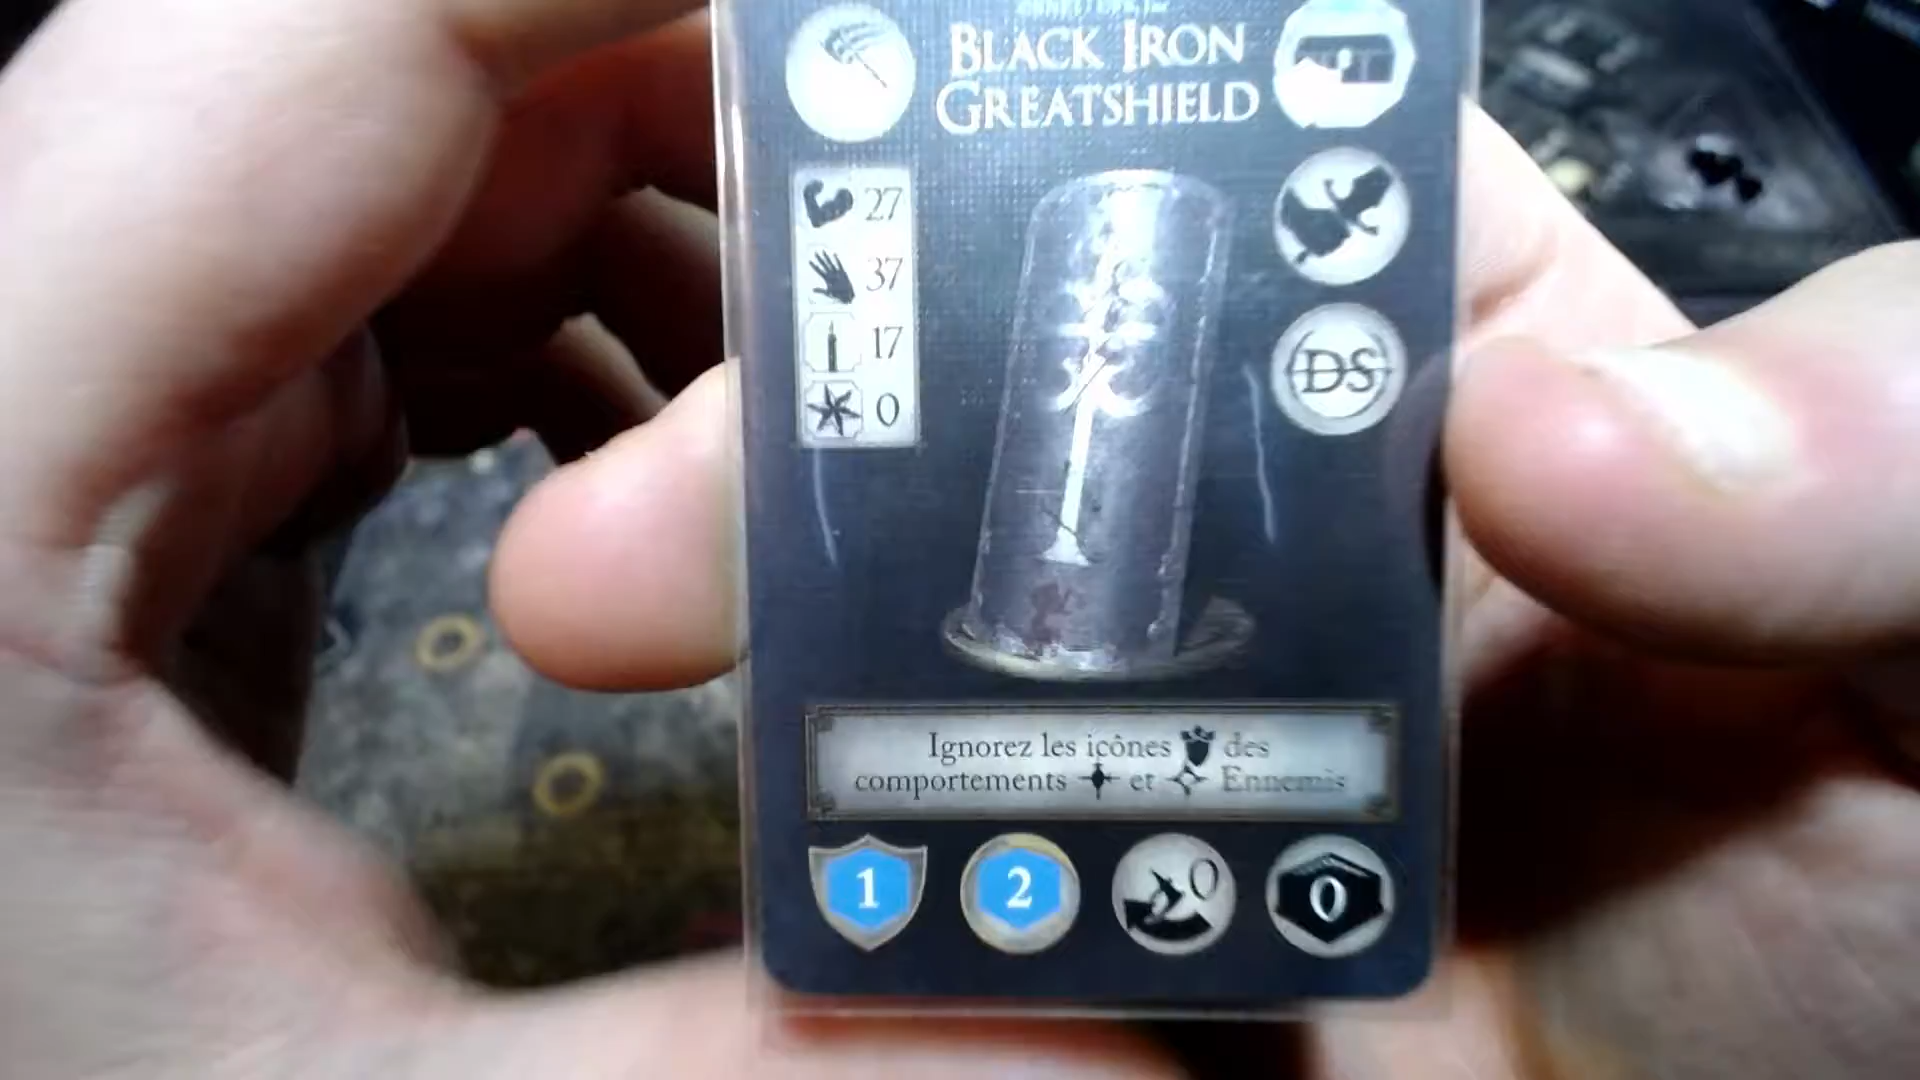 BLACK IRON
GREATSHIELD
27
37
17
0
DS
Ignorez les icônes des
comportements et Ennemis
1
2
0
0